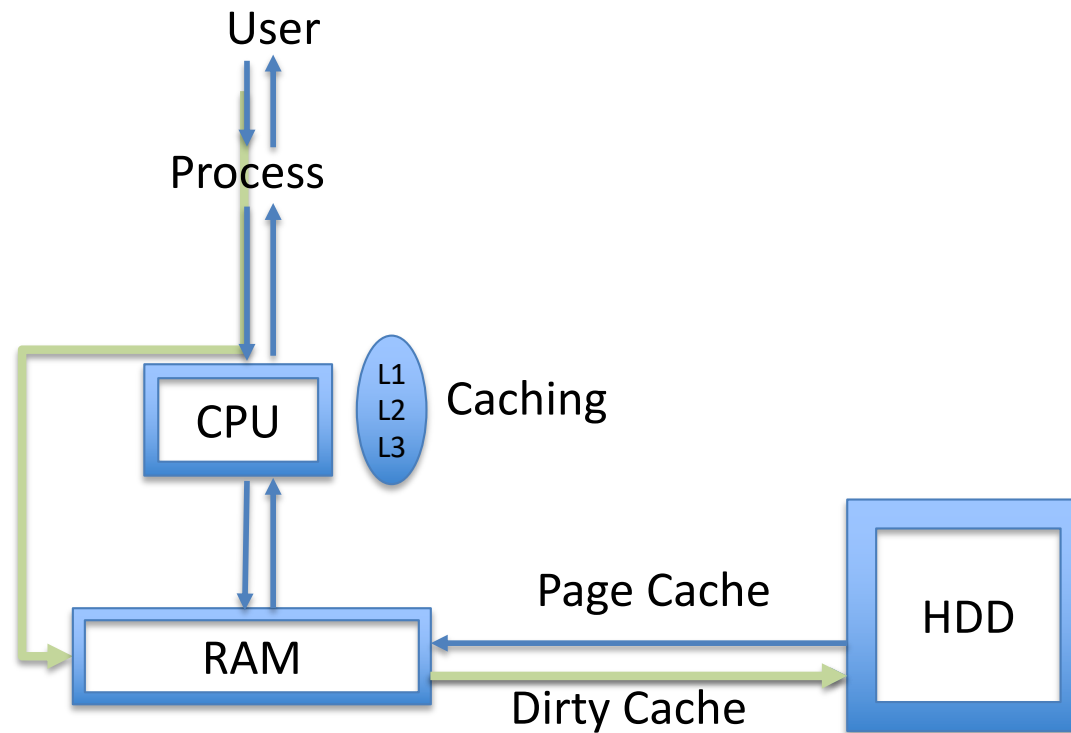 User
Process
L1
L2
L3
Caching
CPU
Page Cache
HDD
RAM
Dirty Cache